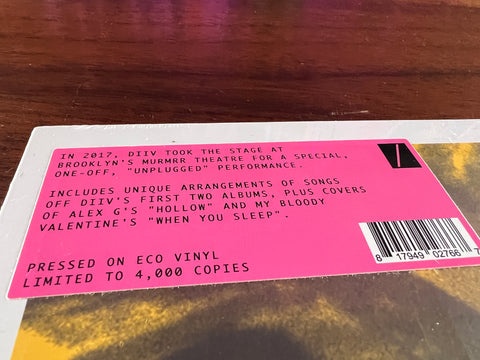 IN 2017, DIIV TOOK THE STAGE AT
BROOKLYN'S MURMRR THEATRE FOR A SPECIAL,
ONE-OFF, "UNPLUGGED" PERFORMANCE.
INCLUDES UNIQUE ARRANGEMENTS OF SONGS
OFF DIIV'S FIRST TWO ALBUMS, PLUS COVERS
OF ALEX G'S "HOLLOW" AND MY BLOODY
VALENTINE'S "WHEN YOU SLEEP".
PRESSED ON ECO VINYL
LIMITED TO 4,000 COPIES
8 17949 02766 7